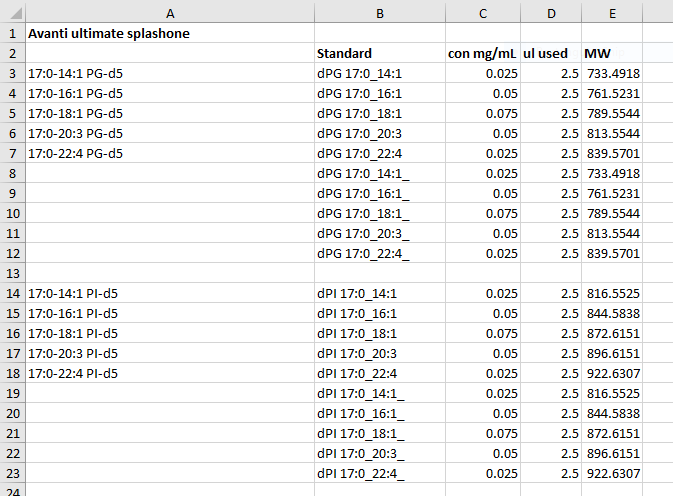 A B C D E
1 Avanti ultimate splashone
2 Standard con mg/mL ul used MW
3 17:0-14:1 PG-d5 dPG 17:0_14:1 0.025 2.5 733.4918
4 17:0-16:1 PG-d5 dPG 17:0_16:1 0.05 2.5 761.5231
5 17:0-18:1 PG-d5 dPG 17:0_18:1 0.075 2.5 789.5544
6 17:0-20:3 PG-d5 dPG 17:0_20:3 0.05 2.5 813.5544
7 17:0-22:4 PG-d5 dPG 17:0_22:4 0.025 2.5 839.5701
8 dPG 17:0_14:1_ 0.025 2.5 733.4918
9 dPG 17:0_16:1_ 0.05 2.5 761.5231
10 dPG 17:0_18:1_ 0.075 2.5 789.5544
11 dPG 17:0_20:3_ 0.05 2.5 813.5544
12 dPG 17:0_22:4_ 0.025 2.5 839.5701
13
14 17:0-14:1 PI-d5 dPI 17:0_14:1 0.025 2.5 816.5525
15 17:0-16:1 PI-d5 dPI 17:0_16:1 0.05 2.5 844.5838
16 17:0-18:1 PI-d5 dPI 17:0_18:1 0.075 2.5 872.6151
17 17:0-20:3 PI-d5 dPI 17:0_20:3 0.05 2.5 896.6151
18 17:0-22:4 PI-d5 dPI 17:0_22:4 0.025 2.5 922.6307
19 dPI 17:0_14:1_ 0.025 2.5 816.5525
20 dPI 17:0_16:1_ 0.05 2.5 844.5838
21 dPI 17:0_18:1_ 0.075 2.5 872.6151
22 dPI 17:0_20:3_ 0.05 2.5 896.6151
23 dPI 17:0_22:4_ 0.025 2.5 922.6307
24